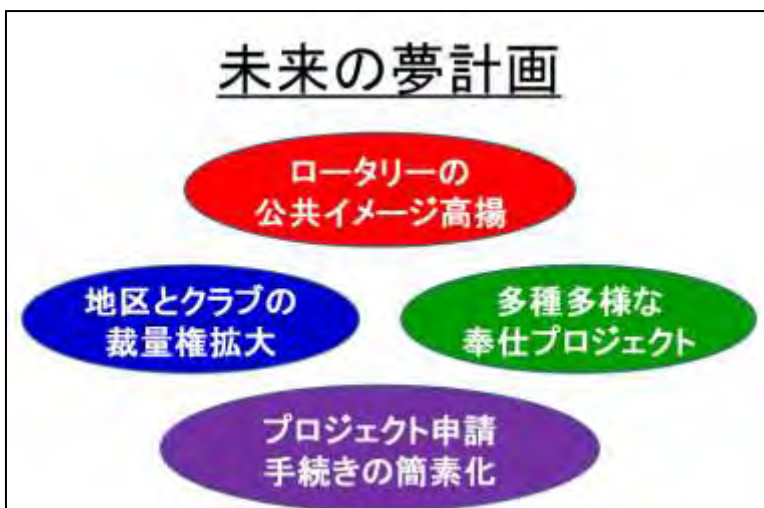 未来の夢計画
ロータリーの
公共イメージ高揚
地区とクラブの
裁量権拡大
多種多様な
奉仕プロジェクト
プロジェクト申請
手続きの簡素化